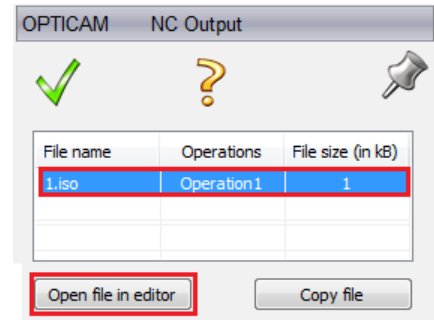 OPTICAM NC Output
File name Operations File size (in kB)
1.iso Operation1 1
Open file in editor Copy file